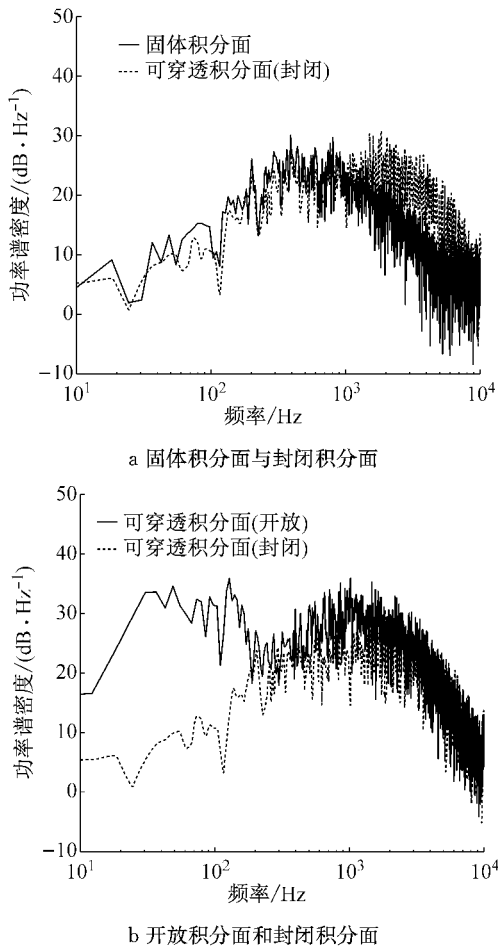 50
40
30
20
10
0
−10
功率谱密度/(dB·Hz⁻¹)
固体积分面
可穿透积分面(封闭)
10¹ 10² 10³ 10⁴
频率/Hz
a 固体积分面与封闭积分面
50
40
30
20
10
0
−10
功率谱密度/(dB·Hz⁻¹)
可穿透积分面(开放)
可穿透积分面(封闭)
10¹ 10² 10³ 10⁴
频率/Hz
b 开放积分面和封闭积分面